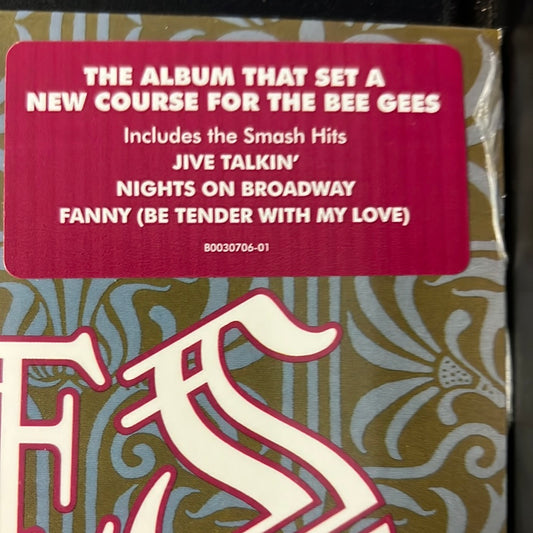 THE ALBUM THAT SET A
NEW COURSE FOR THE BEE GEES
Includes the Smash Hits
JIVE TALKIN'
NIGHTS ON BROADWAY
FANNY (BE TENDER WITH MY LOVE)
B0030706-01
ES